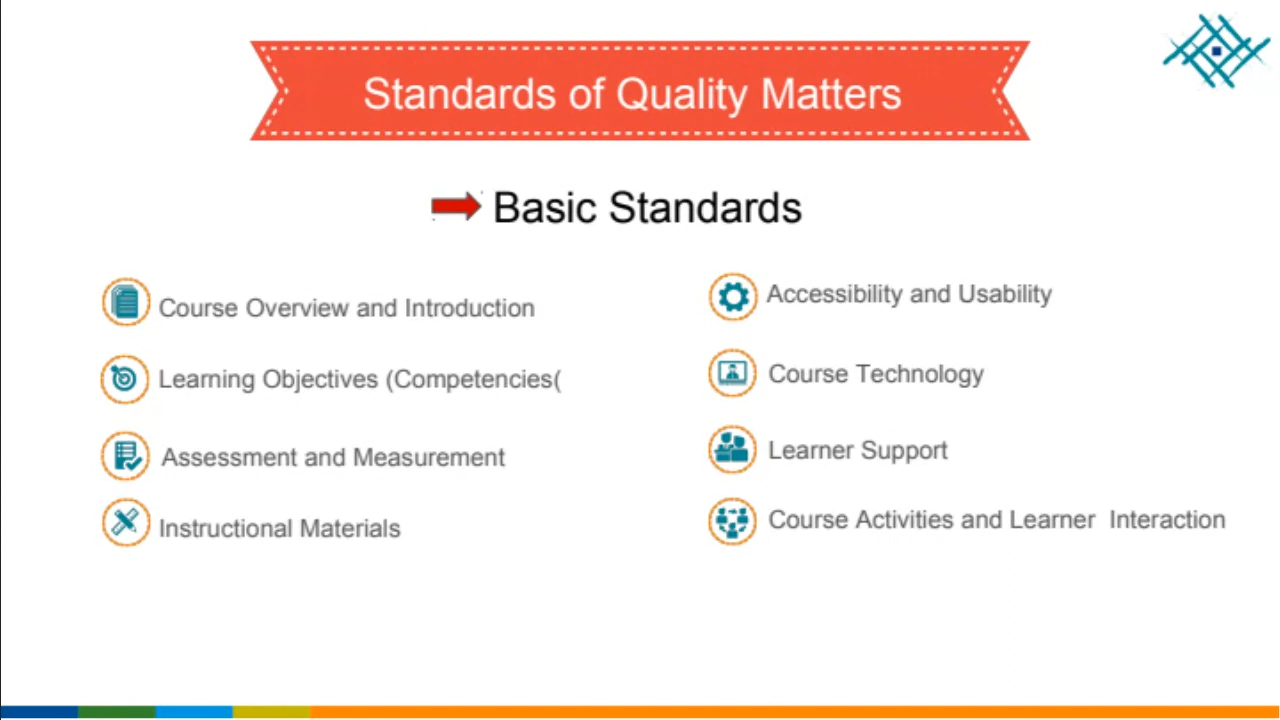 Standards of Quality Matters
Basic Standards
Course Overview and Introduction
Learning Objectives (Competencies(
Assessment and Measurement
Instructional Materials
Accessibility and Usability
Course Technology
Learner Support
Course Activities and Learner  Interaction